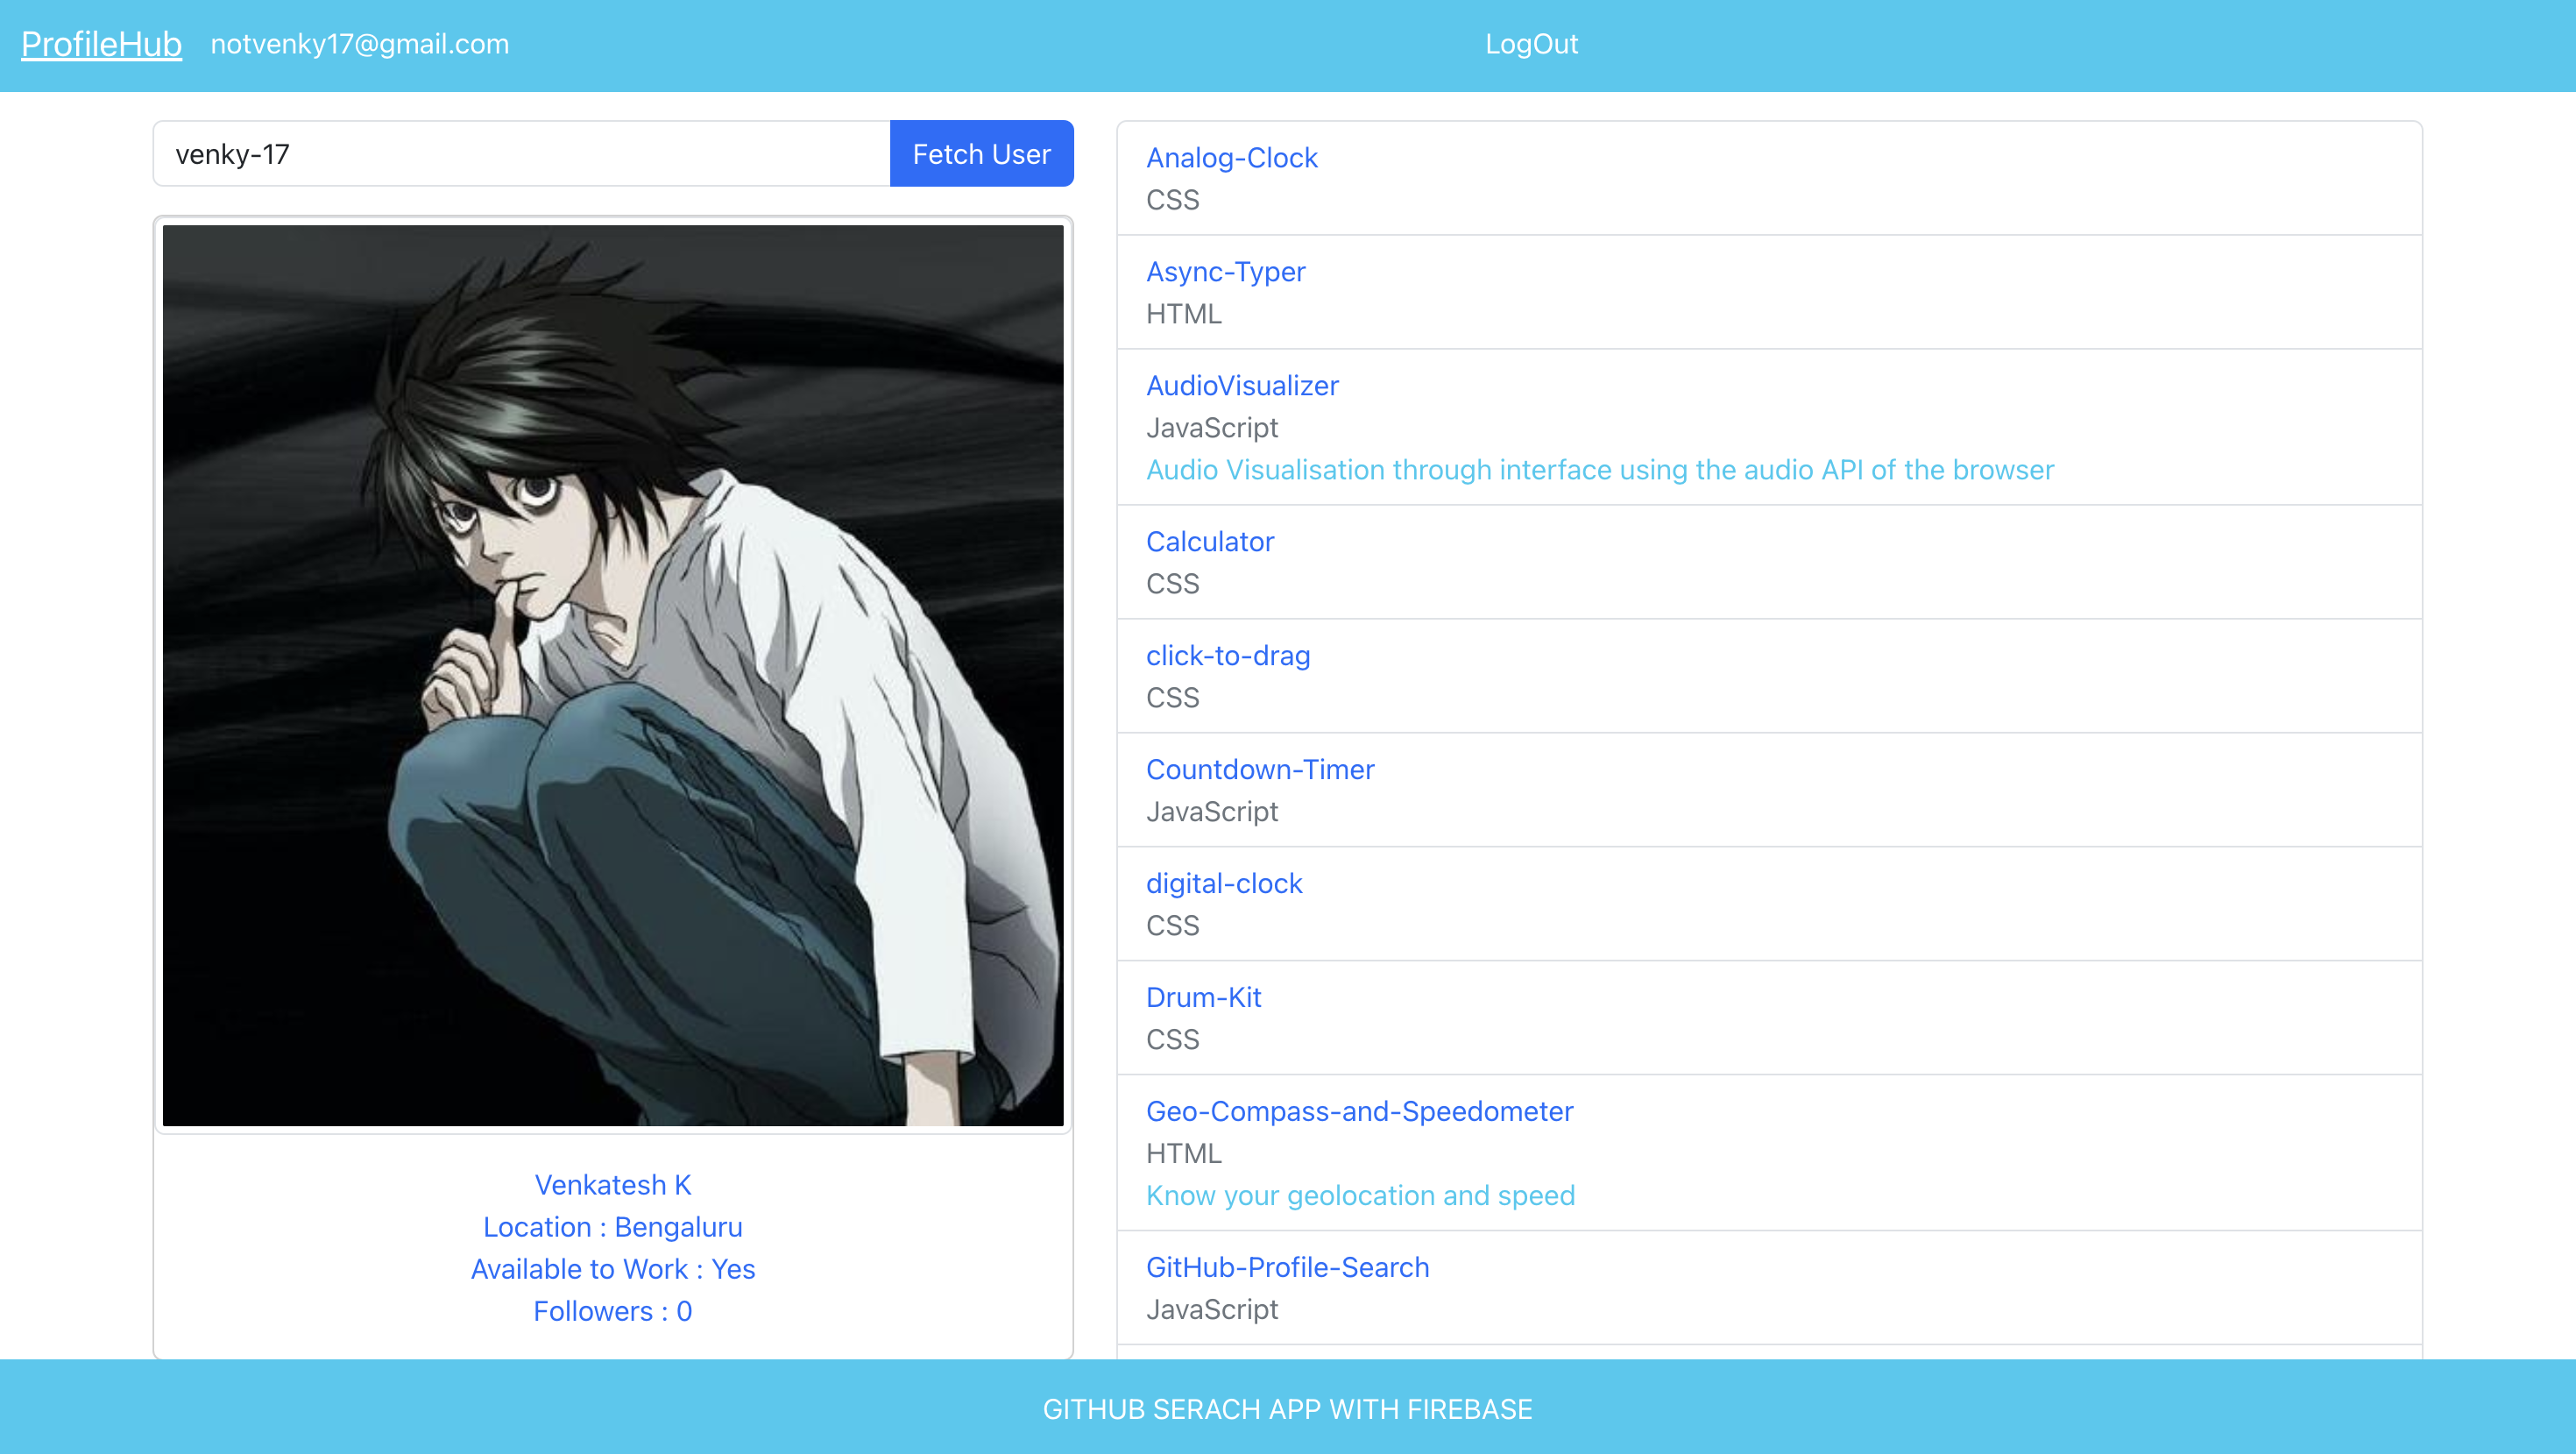 ProfileHub notvenky17@gmail.com LogOut
venky-17 Fetch User
Venkatesh K
Location : Bengaluru
Available to Work : Yes
Followers : 0
Analog-Clock
CSS
Async-Typer
HTML
AudioVisualizer
JavaScript
Audio Visualisation through interface using the audio API of the browser
Calculator
CSS
click-to-drag
CSS
Countdown-Timer
JavaScript
digital-clock
CSS
Drum-Kit
CSS
Geo-Compass-and-Speedometer
HTML
Know your geolocation and speed
GitHub-Profile-Search
JavaScript
GITHUB SERACH APP WITH FIREBASE